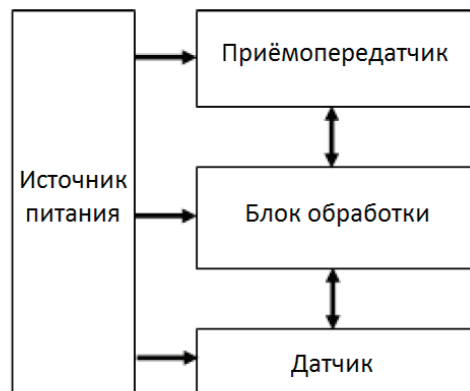 Приёмопередатчик
Источник
питания
Блок обработки
Датчик